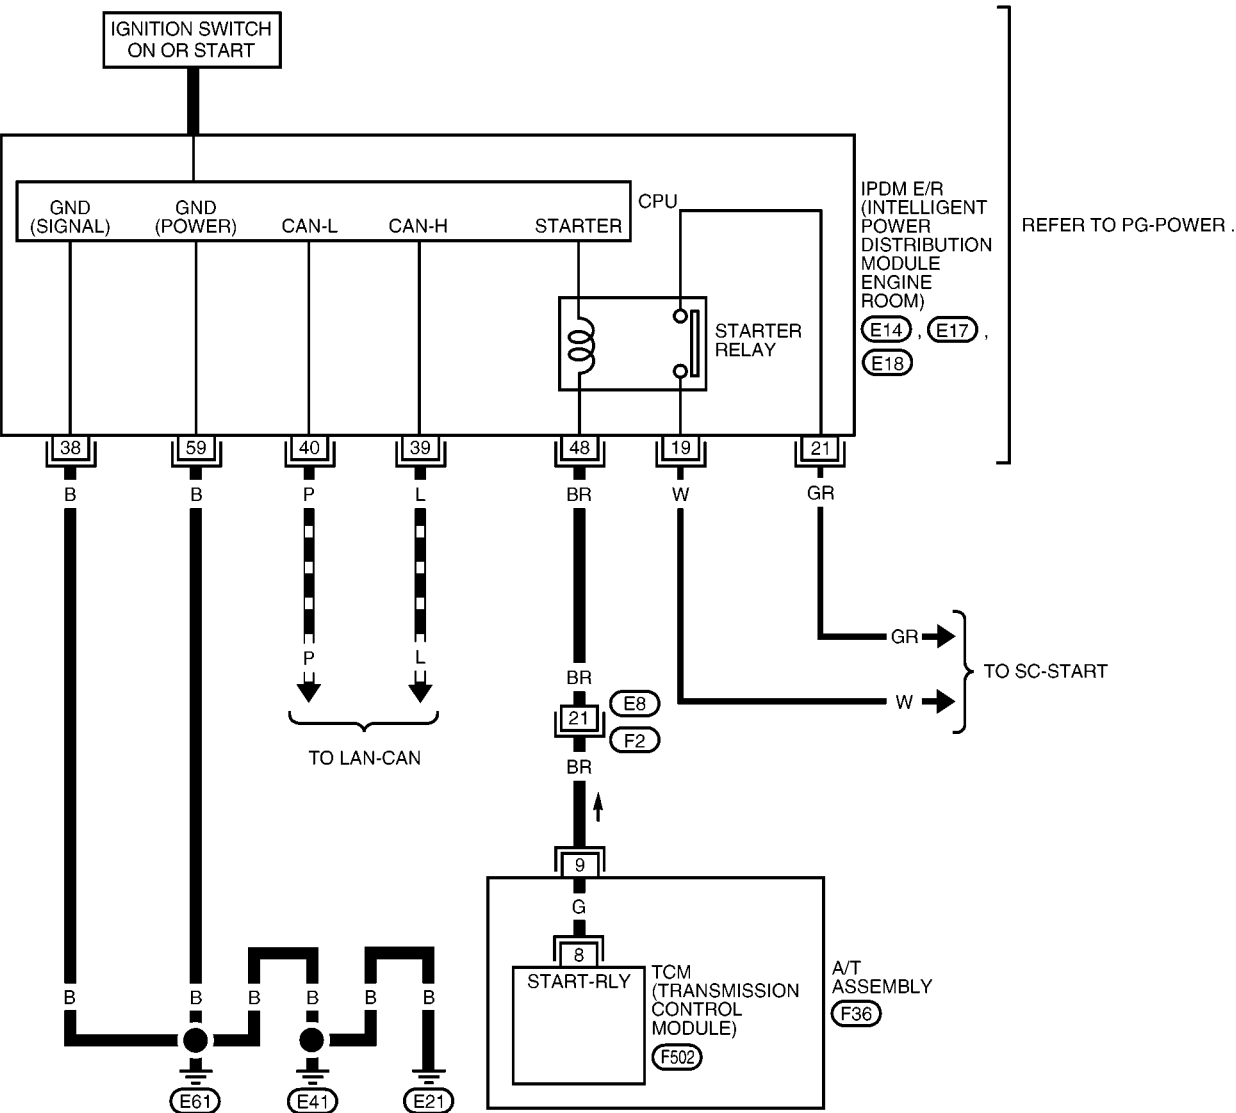 IGNITION SWITCH
ON OR START
GND
(SIGNAL)
GND
(POWER)
CAN-L
CAN-H
STARTER
CPU
IPDM E/R
(INTELLIGENT
POWER
DISTRIBUTION
MODULE
ENGINE
ROOM)
E14 , E17 ,
E18
REFER TO PG-POWER .
STARTER
RELAY
38
59
40
39
48
19
21
B
B
P
L
BR
W
GR
P
L
TO LAN-CAN
GR
W
TO SC-START
BR
21
E8
F2
BR
9
G
8
START-RLY
TCM
(TRANSMISSION
CONTROL
MODULE)
F502
A/T
ASSEMBLY
F36
B
B
B
B
B
B
E61
E41
E21